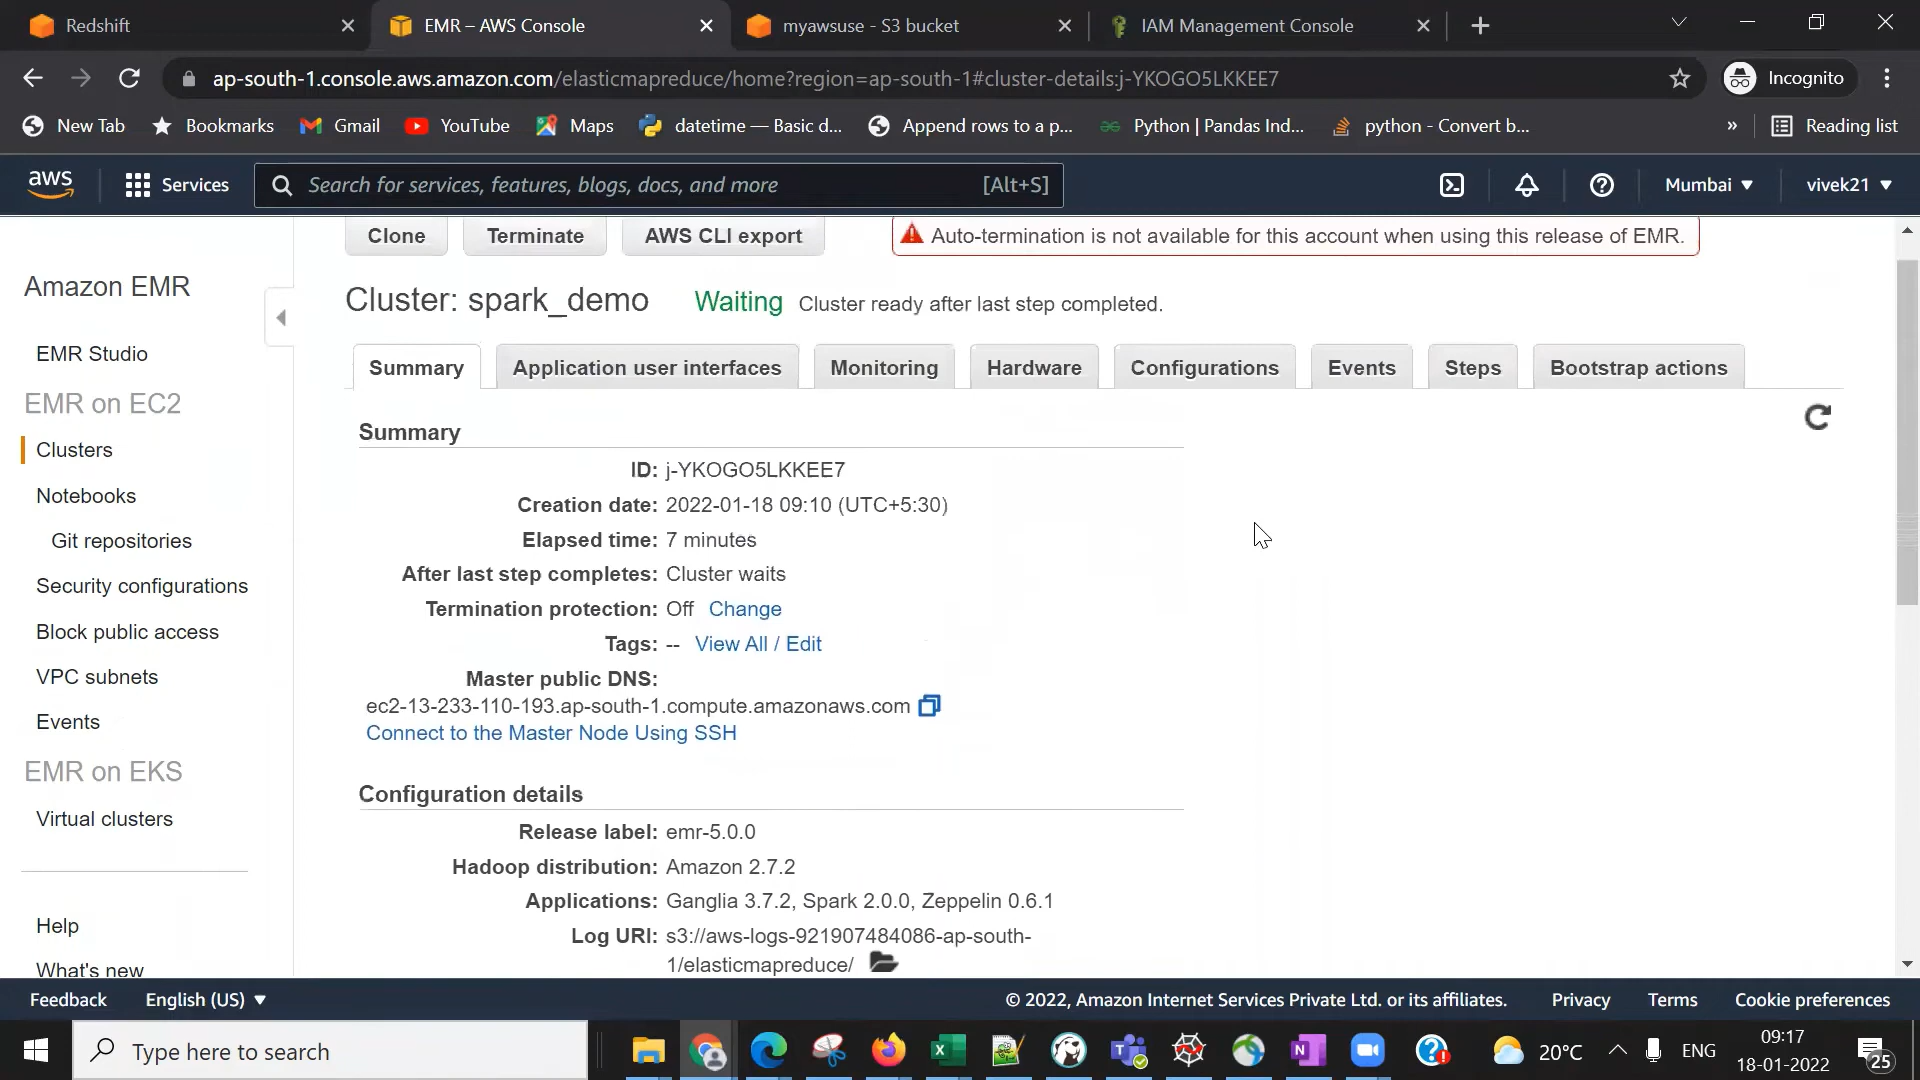 Redshift
EMR – AWS Console
myawsuse - S3 bucket
IAM Management Console
ap-south-1.console.aws.amazon.com/elasticmapreduce/home?region=ap-south-1#cluster-details:j-YKOGO5LKKEE7
Incognito
New Tab
Bookmarks
Gmail
YouTube
Maps
datetime — Basic d...
Append rows to a p...
Python | Pandas Ind...
python - Convert b...
»
Reading list
aws
Services
Search for services, features, blogs, docs, and more
[Alt+S]
Mumbai
vivek21
Clone
Terminate
AWS CLI export
Auto-termination is not available for this account when using this release of EMR.
Amazon EMR
EMR Studio
EMR on EC2
Clusters
Notebooks
Git repositories
Security configurations
Block public access
VPC subnets
Events
EMR on EKS
Virtual clusters
Help
What's new
Cluster: spark_demo
Waiting
Cluster ready after last step completed.
Summary
Application user interfaces
Monitoring
Hardware
Configurations
Events
Steps
Bootstrap actions
Summary
ID: j-YKOGO5LKKEE7
Creation date: 2022-01-18 09:10 (UTC+5:30)
Elapsed time: 7 minutes
After last step completes: Cluster waits
Termination protection: Off Change
Tags: -- View All / Edit
Master public DNS:
ec2-13-233-110-193.ap-south-1.compute.amazonaws.com
Connect to the Master Node Using SSH
Configuration details
Release label: emr-5.0.0
Hadoop distribution: Amazon 2.7.2
Applications: Ganglia 3.7.2, Spark 2.0.0, Zeppelin 0.6.1
Log URI: s3://aws-logs-921907484086-ap-south-
1/elasticmapreduce/
Feedback
English (US)
© 2022, Amazon Internet Services Private Ltd. or its affiliates.
Privacy
Terms
Cookie preferences
Type here to search
20°C
ENG
09:17
18-01-2022
25